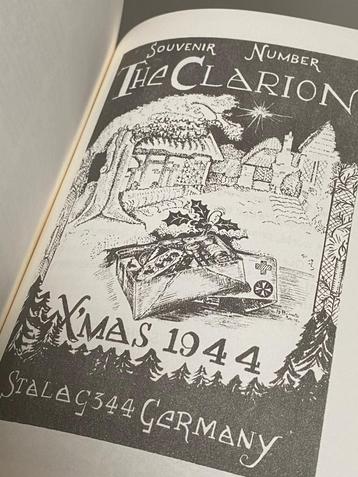 SOUVENIR NUMBER
THE CLARION
X'MAS 1944
STALAG 344 GERMANY